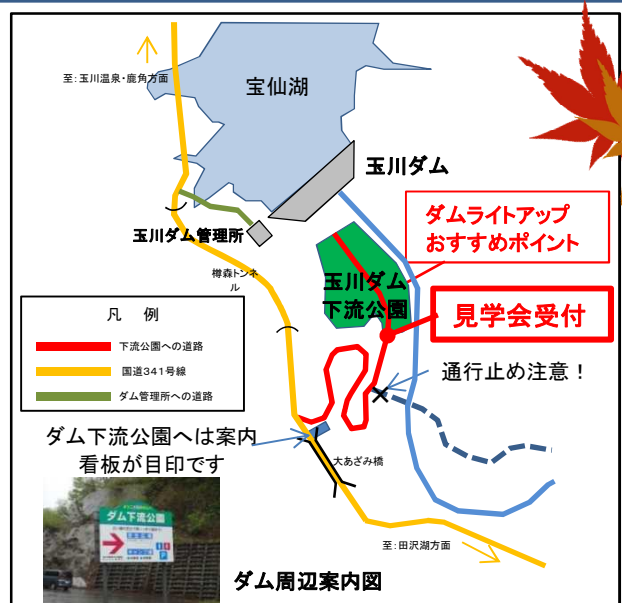 至:玉川温泉・鹿角方面
宝仙湖
玉川ダム
ダムライトアップ
おすすめポイント
玉川ダム管理所
樽森トンネ
ル
玉川ダム
下流公園
凡 例
下流公園への道路
国道341号線
ダム管理所への道路
見学会受付
通行止め注意!
ダム下流公園へは案内
看板が目印です
大あざみ橋
ダム下流公園
至:田沢湖方面
ダム周辺案内図